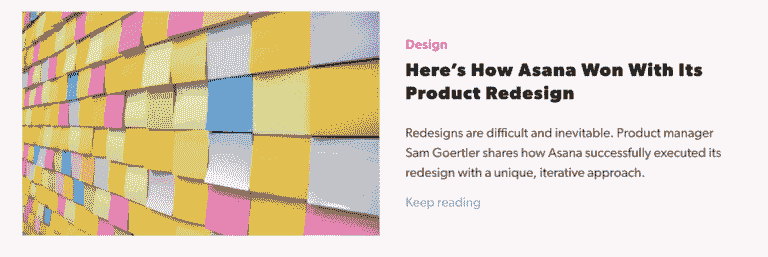 Design
Here's How Asana Won With Its
Product Redesign
Redesigns are difficult and inevitable. Product manager
Sam Goertler shares how Asana successfully executed its
redesign with a unique, iterative approach.
Keep reading